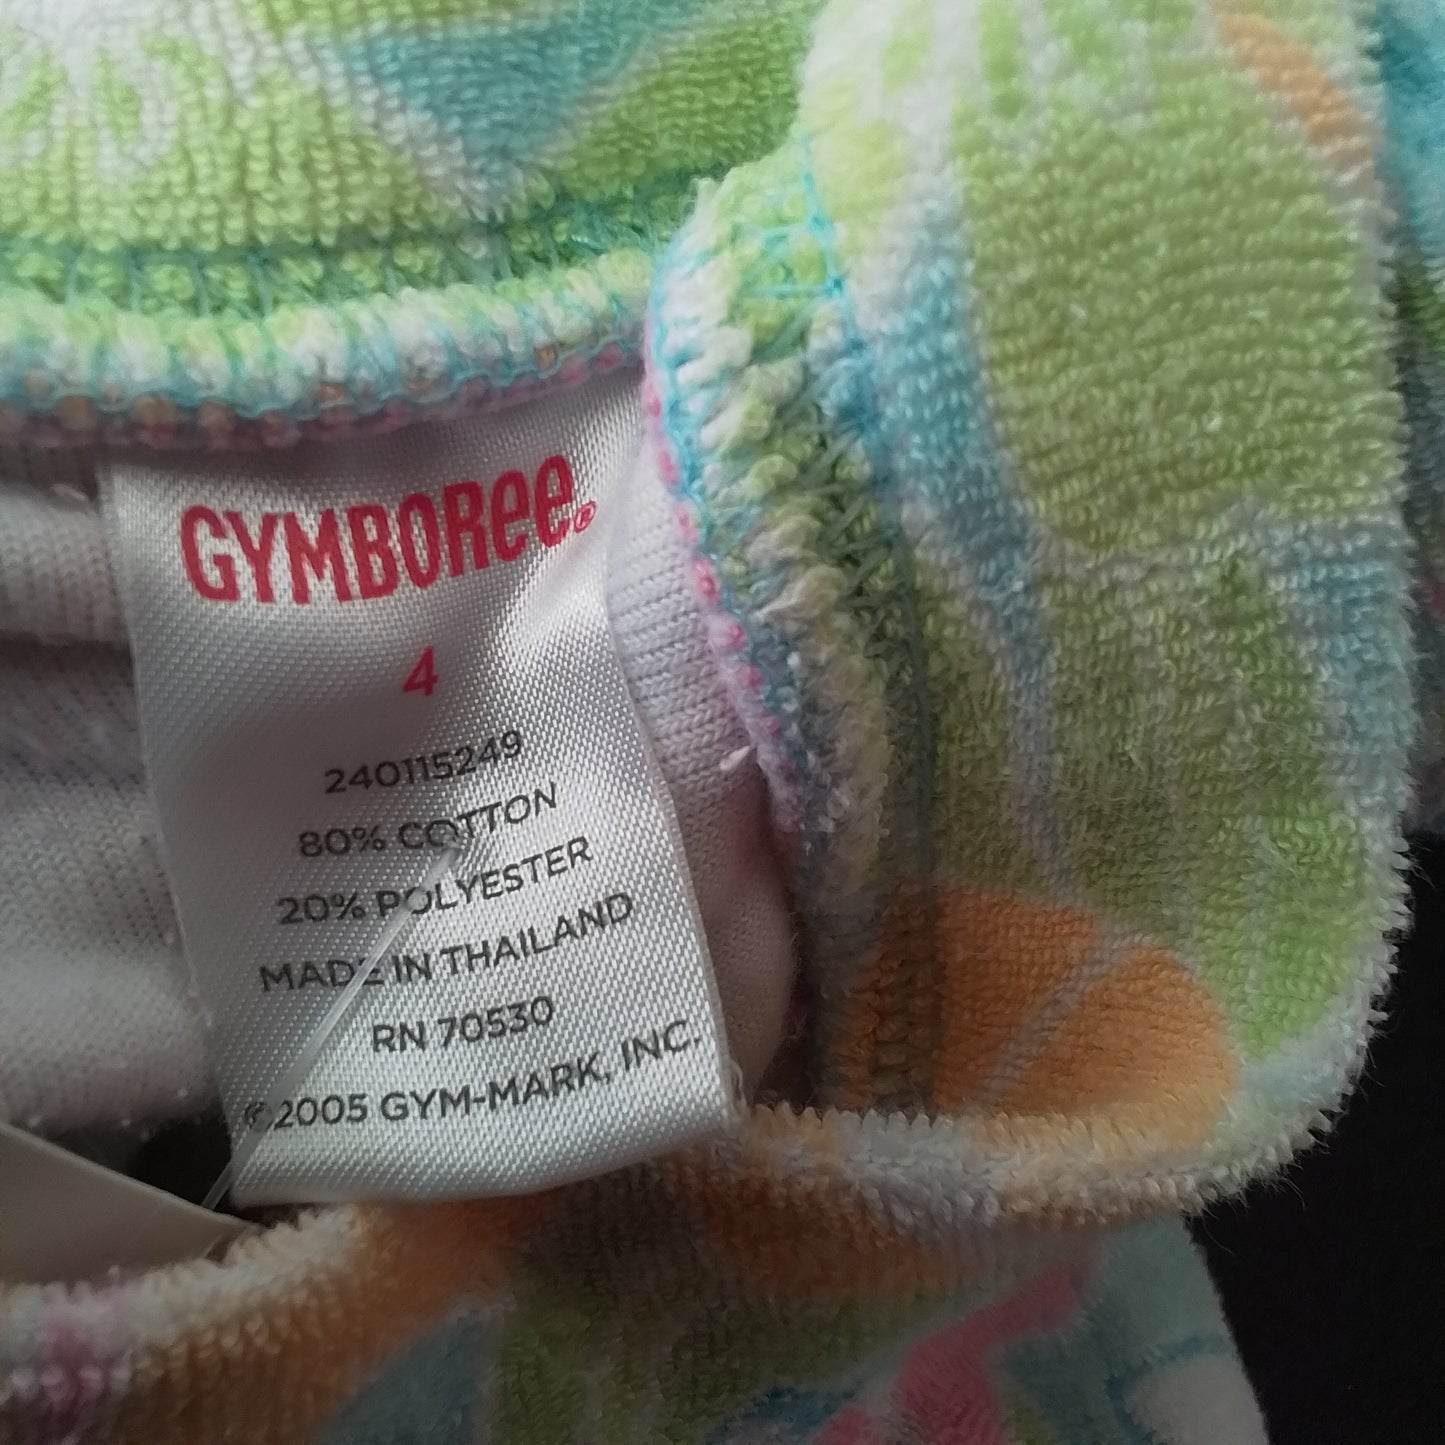 GYMBORee®
4
240115249
80% COTTON
20% POLYESTER
MADE IN THAILAND
RN 70530
© 2005 GYM-MARK, INC.